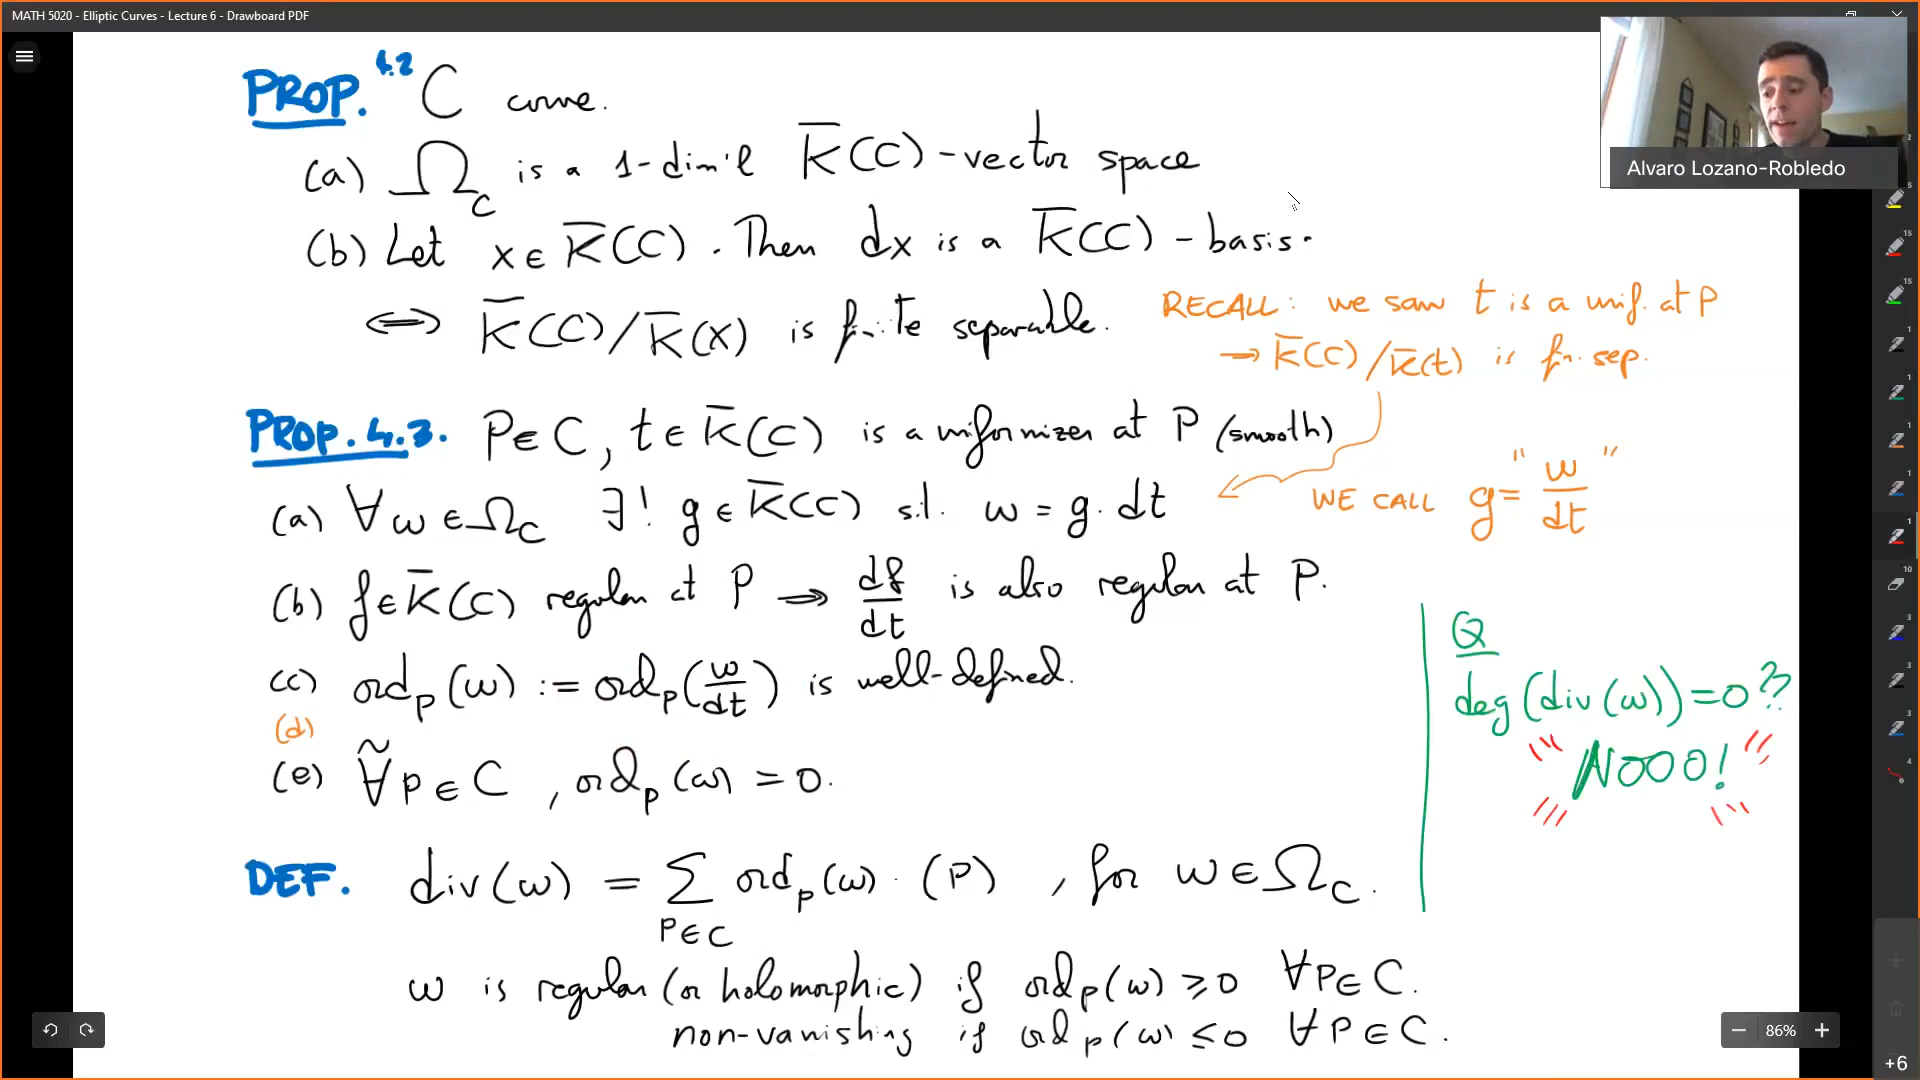 MATH 5020 - Elliptic Curves - Lecture 6 - Drawboard PDF
Alvaro Lozano-Robledo
PROP. 4.2 C curve.
(a) Ω_C is a 1-dim'l K̄(C)-vector space
(b) Let x ∈ K̄(C). Then dx is a K̄(C)-basis.
⟺ K̄(C)/K̄(x) is finite separable.
RECALL: we saw t is a unif. at P
→ K̄(C)/K̄(t) is fin. sep.
PROP. 4.3. P ∈ C, t ∈ K̄(C) is a uniformizer at P (smooth)
(a) ∀ω ∈ Ω_C ∃! g ∈ K̄(C) s.t. ω = g·dt
WE CALL g = "ω/dt"
(b) f ∈ K̄(C) regular at P ⟹ df/dt is also regular at P.
(c) ord_P(ω) := ord_P(ω/dt) is well-defined.
(d)
(e) ∀̃ P ∈ C, ord_P(ω) = 0.
Q
deg(div(ω)) = 0??
NOOO!
DEF. div(ω) = Σ_{P∈C} ord_P(ω)·(P), for ω ∈ Ω_C.
ω is regular (or holomorphic) if ord_P(ω) ≥ 0 ∀P ∈ C.
non-vanishing if ord_P(ω) ≤ 0 ∀P ∈ C.
86%
+6